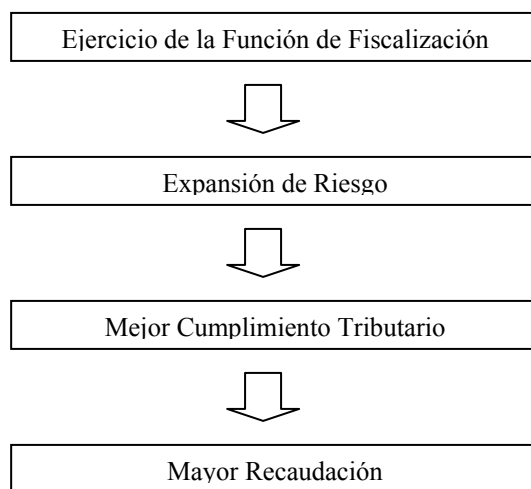 Ejercicio de la Función de Fiscalización
Expansión de Riesgo
Mejor Cumplimiento Tributario
Mayor Recaudación